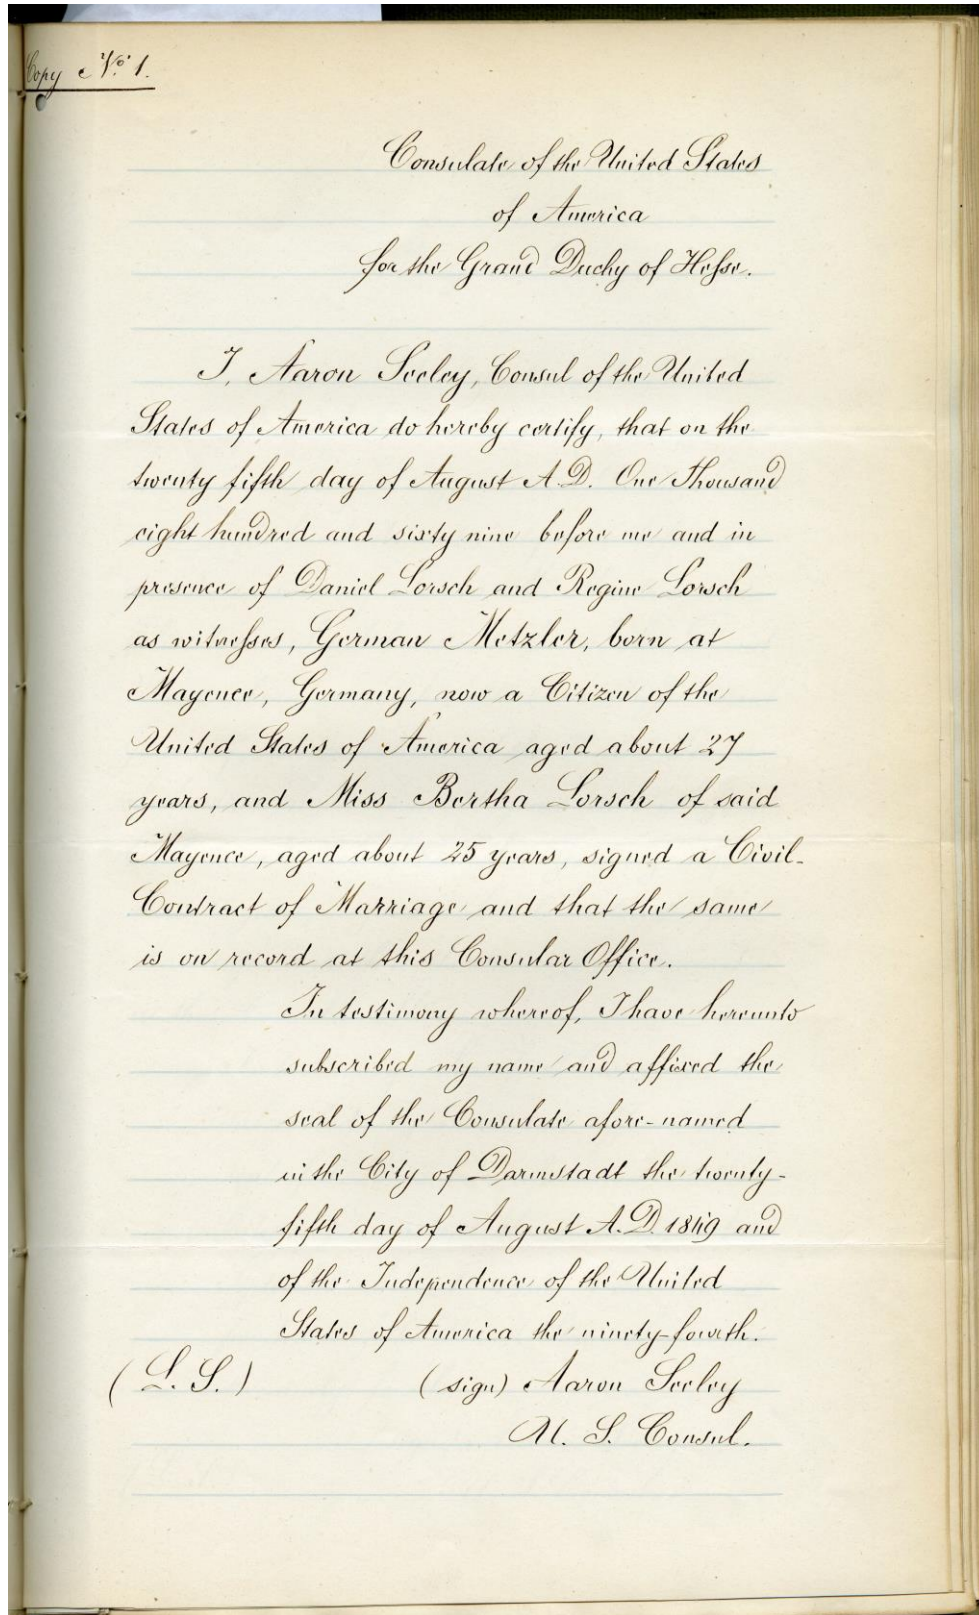 Copy No. 1.
Consulate of the United States
of America
for the Grand Duchy of Hesse.
I, Aaron Seeley, Consul of the United
States of America do hereby certify, that on the
twenty fifth day of August A.D. One Thousand
eight hundred and sixty nine before me and in
presence of Daniel Lorsch and Regine Lorsch
as witnesses, German Metzler, born at
Mayence, Germany, now a Citizen of the
United States of America aged about 27
years, and Miss Bertha Lorsch of said
Mayence, aged about 25 years, signed a Civil-
Contract of Marriage and that the same
is on record at this Consular Office.
In testimony whereof, I have hereunto
subscribed my name and affixed the
seal of the Consulate afore-named
in the City of Darmstadt the twenty-
fifth day of August A.D. 1869 and
of the Independence of the United
States of America the ninety-fourth.
(L. S.) (sign) Aaron Seeley
U. S. Consul.